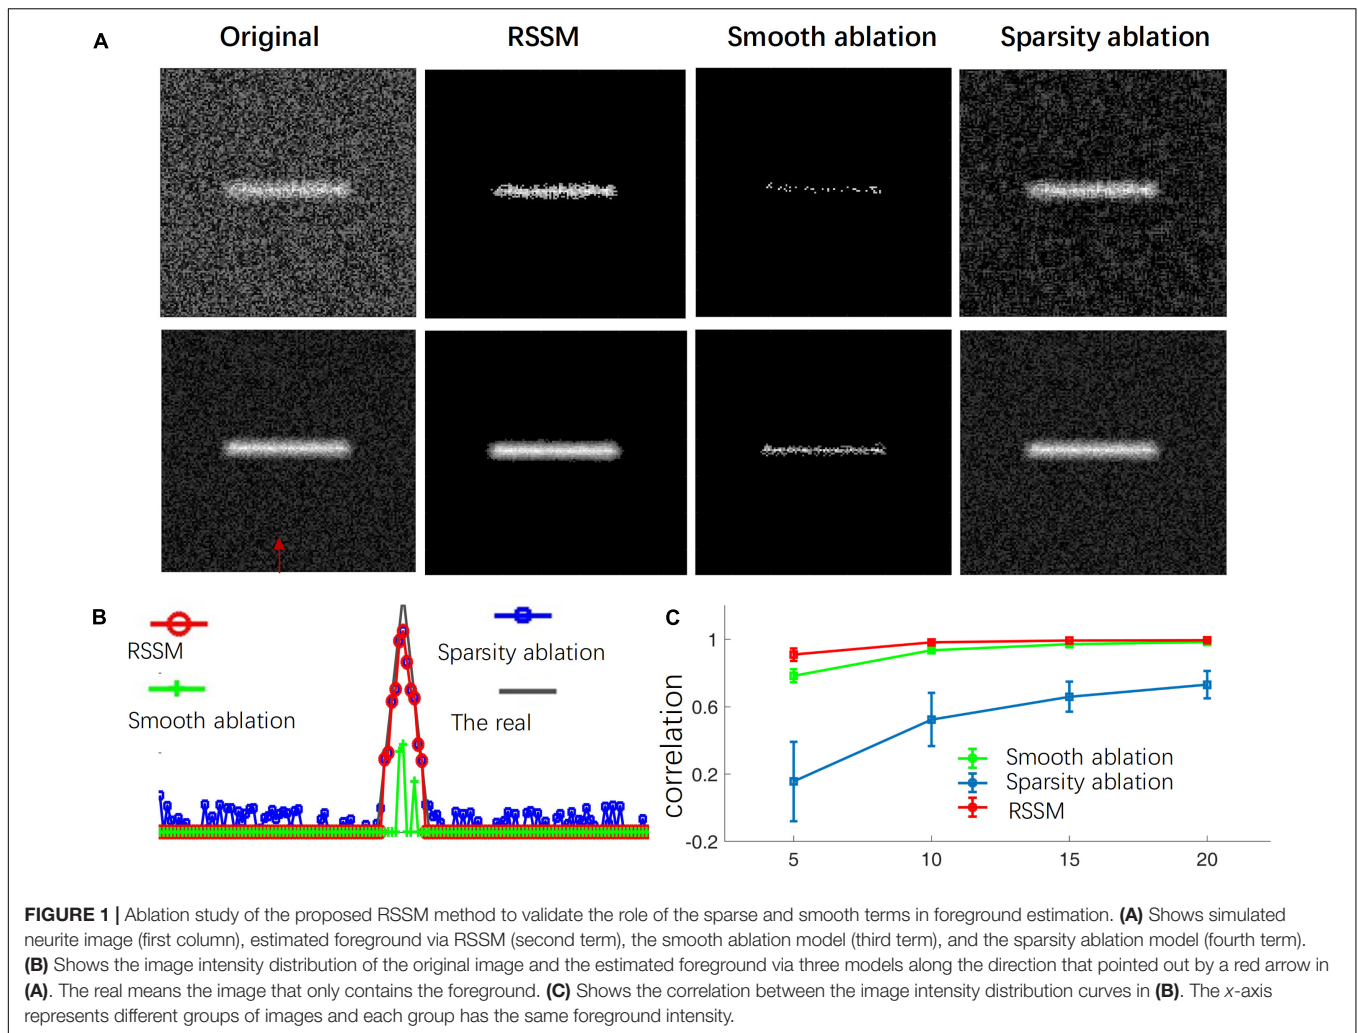 A
Original RSSM Smooth ablation Sparsity ablation
B
RSSM
Sparsity ablation
Smooth ablation
The real
C
correlation
1
0.6
0.2
-0.2
5 10 15 20
Smooth ablation
Sparsity ablation
RSSM
FIGURE 1 | Ablation study of the proposed RSSM method to validate the role of the sparse and smooth terms in foreground estimation. (A) Shows simulated
neurite image (first column), estimated foreground via RSSM (second term), the smooth ablation model (third term), and the sparsity ablation model (fourth term).
(B) Shows the image intensity distribution of the original image and the estimated foreground via three models along the direction that pointed out by a red arrow in
(A). The real means the image that only contains the foreground. (C) Shows the correlation between the image intensity distribution curves in (B). The x-axis
represents different groups of images and each group has the same foreground intensity.